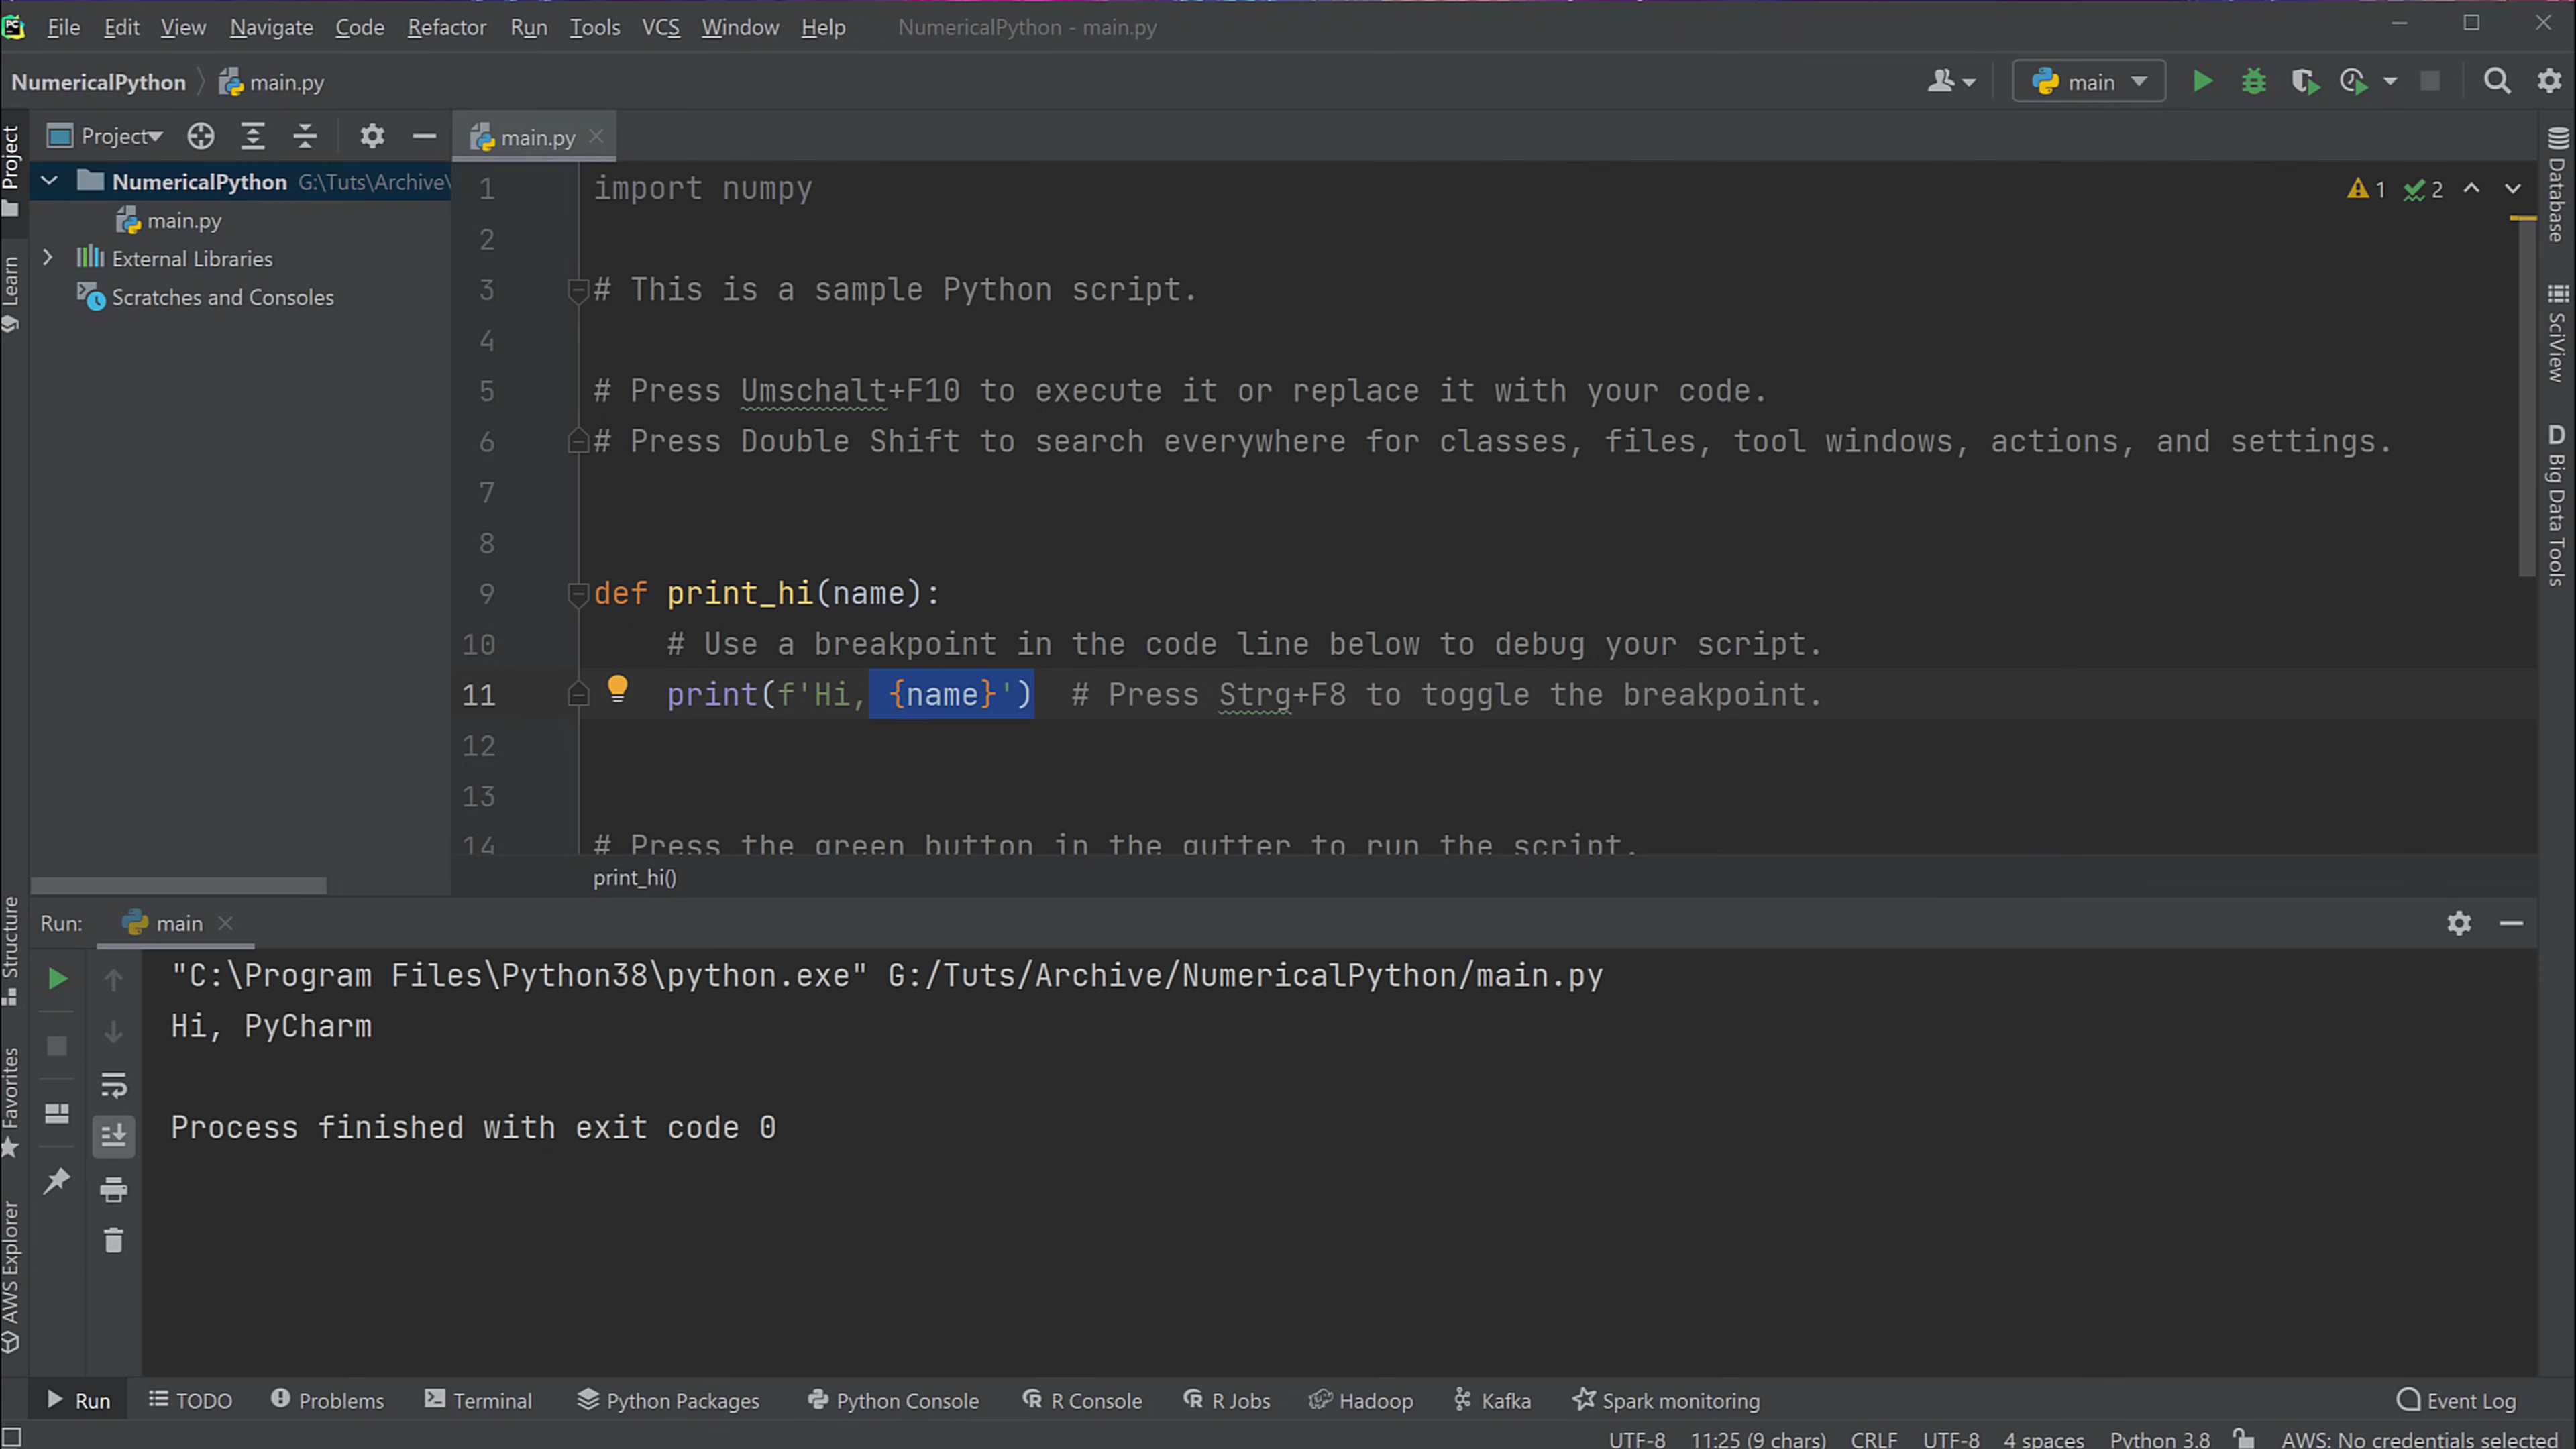 File Edit View Navigate Code Refactor Run Tools VCS Window Help NumericalPython - main.py
NumericalPython main.py main
Project main.py
NumericalPython G:\Tuts\Archive\
main.py
External Libraries
Scratches and Consoles
1 import numpy
1 2
2
3 # This is a sample Python script.
4
5 # Press Umschalt+F10 to execute it or replace it with your code.
6 # Press Double Shift to search everywhere for classes, files, tool windows, actions, and settings.
7
8
9 def print_hi(name):
10 # Use a breakpoint in the code line below to debug your script.
11 print(f'Hi, {name}') # Press Strg+F8 to toggle the breakpoint.
12
13
14 # Press the green button in the gutter to run the script.
print_hi()
Project
Learn
Structure
Favorites
AWS Explorer
Database
SciView
D Big Data Tools
Run: main
"C:\Program Files\Python38\python.exe" G:/Tuts/Archive/NumericalPython/main.py
Hi, PyCharm
Process finished with exit code 0
Run TODO Problems Terminal Python Packages Python Console R Console R Jobs Hadoop Kafka Spark monitoring Event Log
UTF-8 11:25 (9 chars) CRLF UTF-8 4 spaces Python 3.8 AWS: No credentials selected